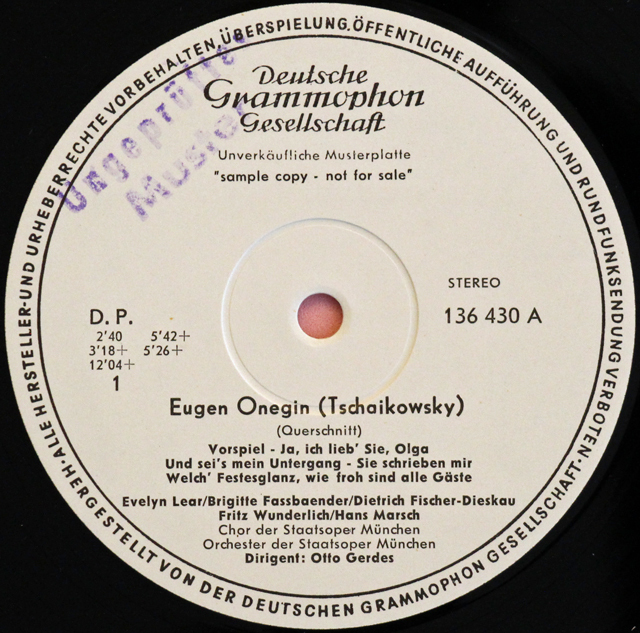 ALLE HERSTELLER-UND URHEBERRECHTE VORBEHALTEN, ÜBERSPIELUNG. ÖFFENTLICHE AUFFÜHRUNG UND RUNDFUNKSENDUNG VERBOTEN.
HERGESTELLT VON DER DEUTSCHEN GRAMMOPHON GESELLSCHAFT.
Deutsche
Grammophon
Gesellschaft
Ungeprüftes
Muster
Unverkäufliche Musterplatte
"sample copy - not for sale"
STEREO
136 430 A
D. P.
2'40 5'42+
3'18+ 5'26+
12'04+
1
Eugen Onegin (Tschaikowsky)
(Querschnitt)
Vorspiel - Ja, ich lieb' Sie, Olga
Und sei's mein Untergang - Sie schrieben mir
Welch' Festesglanz, wie froh sind alle Gäste
Evelyn Lear/Brigitte Fassbaender/Dietrich Fischer-Dieskau
Fritz Wunderlich/Hans Marsch
Chor der Staatsoper München
Orchester der Staatsoper München
Dirigent: Otto Gerdes